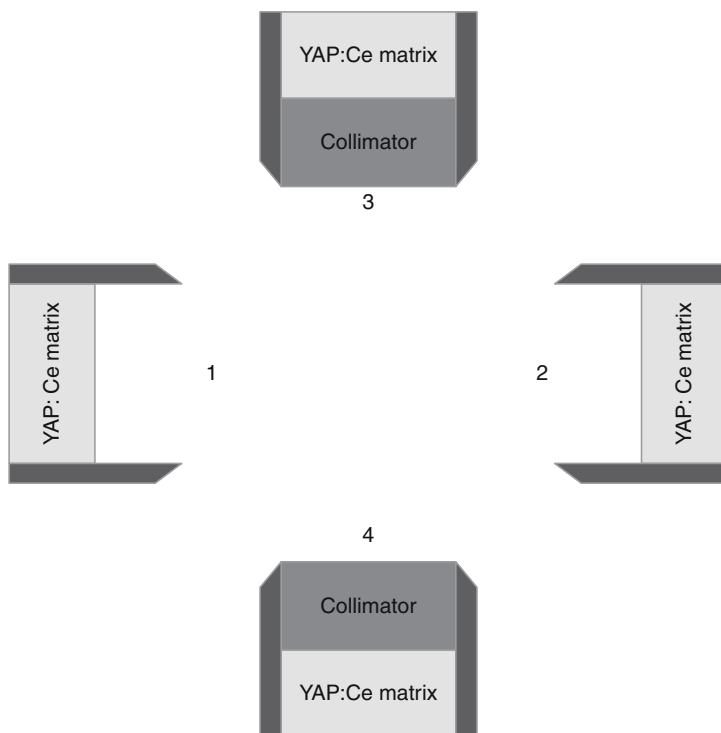 YAP:Ce matrix
Collimator
3
YAP: Ce matrix
1
2
YAP: Ce matrix
4
Collimator
YAP:Ce matrix